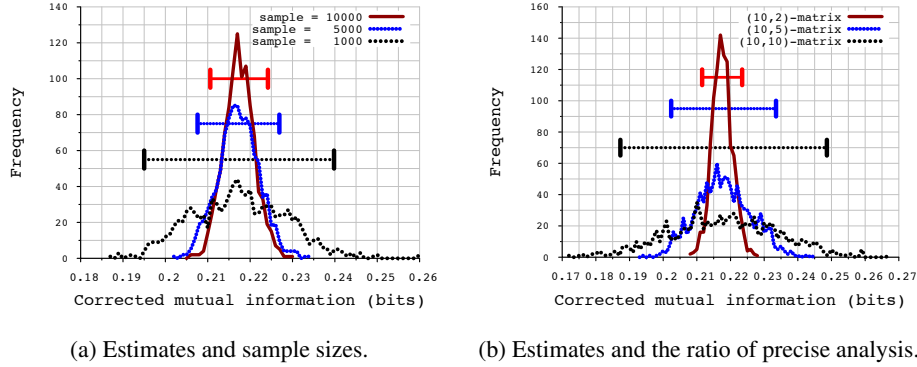 140
120
100
80
60
40
20
0
Frequency
sample = 10000
sample = 5000
sample = 1000
0.18 0.19 0.2 0.21 0.22 0.23 0.24 0.25 0.26
Corrected mutual information (bits)
(a) Estimates and sample sizes.
160
140
120
100
80
60
40
20
0
Frequency
(10,2)-matrix
(10,5)-matrix
(10,10)-matrix
0.17 0.18 0.19 0.2 0.21 0.22 0.23 0.24 0.25 0.26 0.27
Corrected mutual information (bits)
(b) Estimates and the ratio of precise analysis.